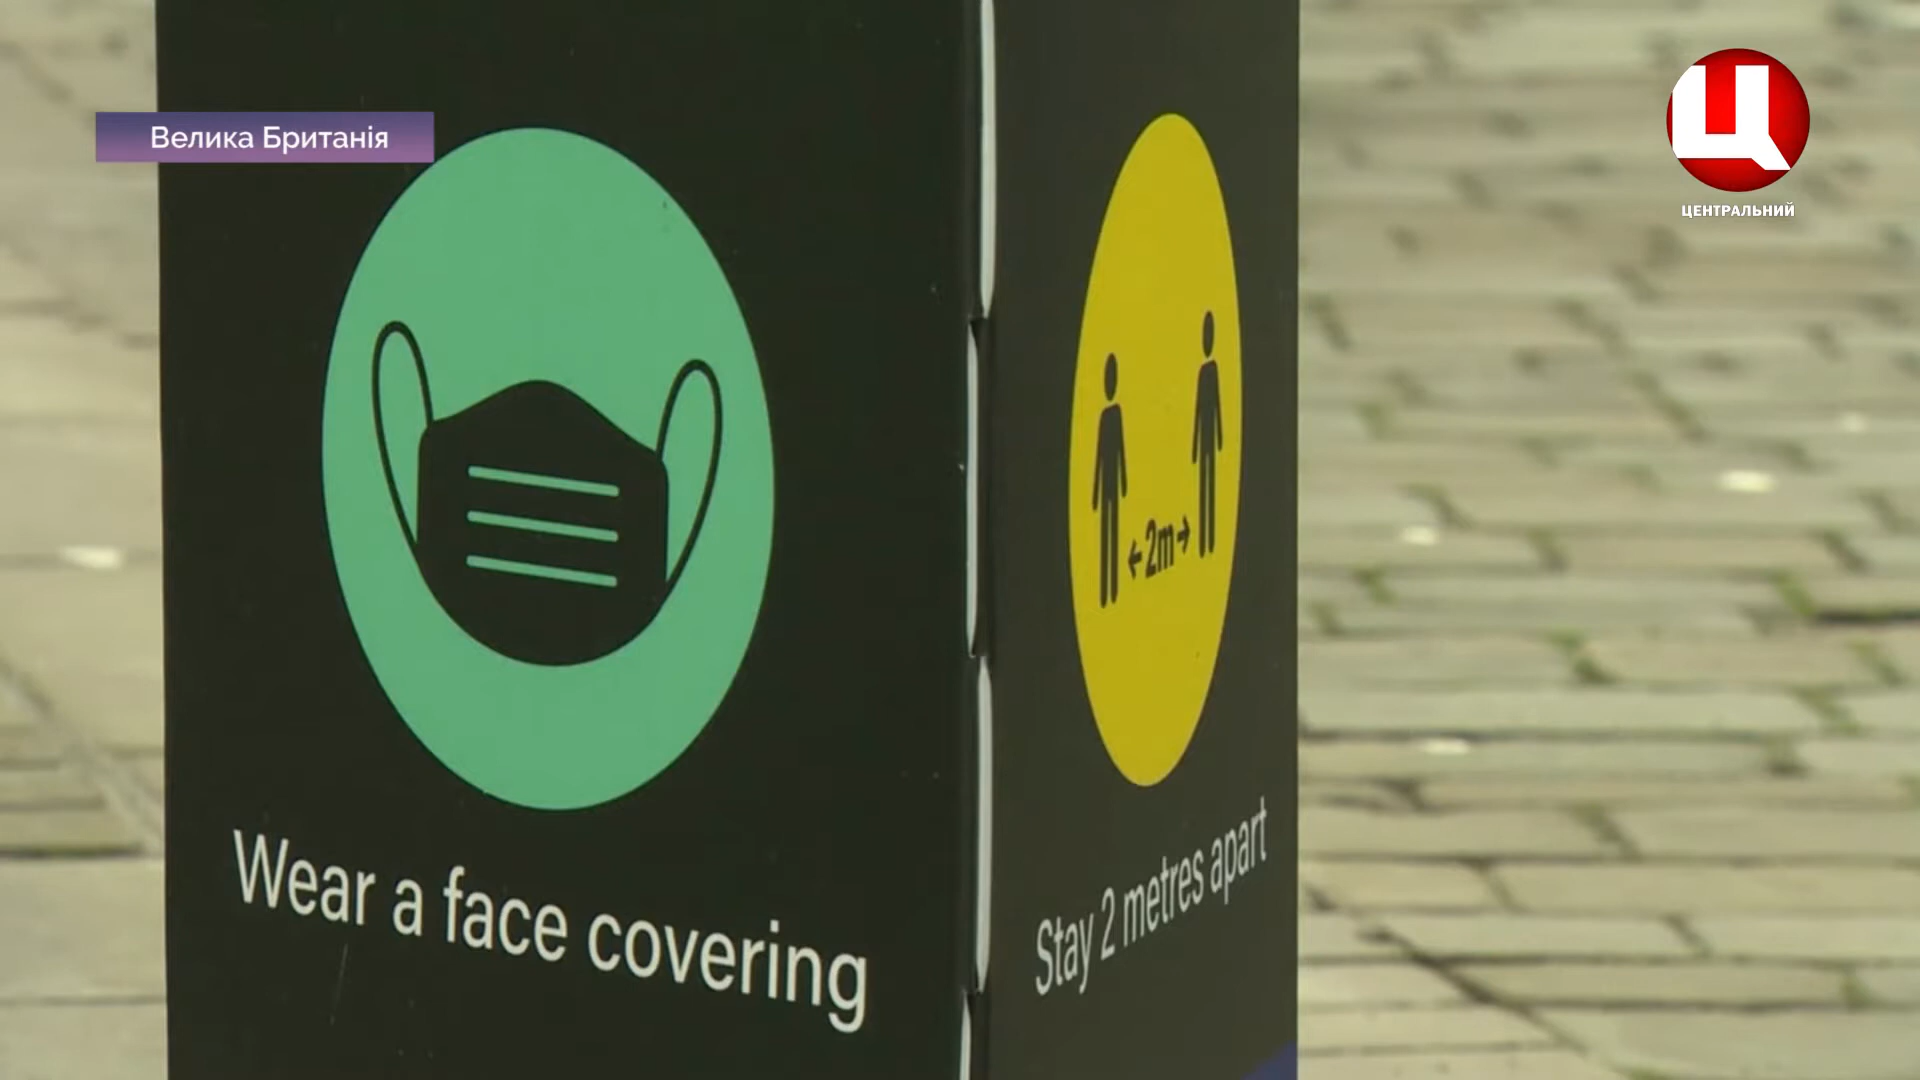 Велика Британія
Ц
ЦЕНТРАЛЬНИЙ
←2m→
Wear a face covering
Stay 2 metres apart